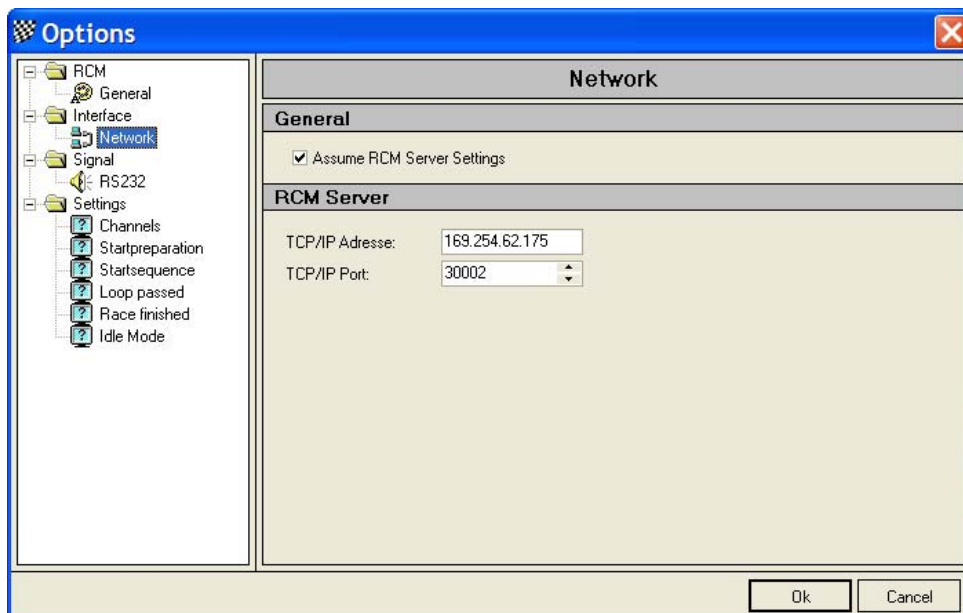 Options
RCM
General
Interface
Network
Signal
RS232
Settings
Channels
Startpreparation
Startsequence
Loop passed
Race finished
Idle Mode
Network
General
Assume RCM Server Settings
RCM Server
TCP/IP Adresse: 169.254.62.175
TCP/IP Port: 30002
Ok Cancel